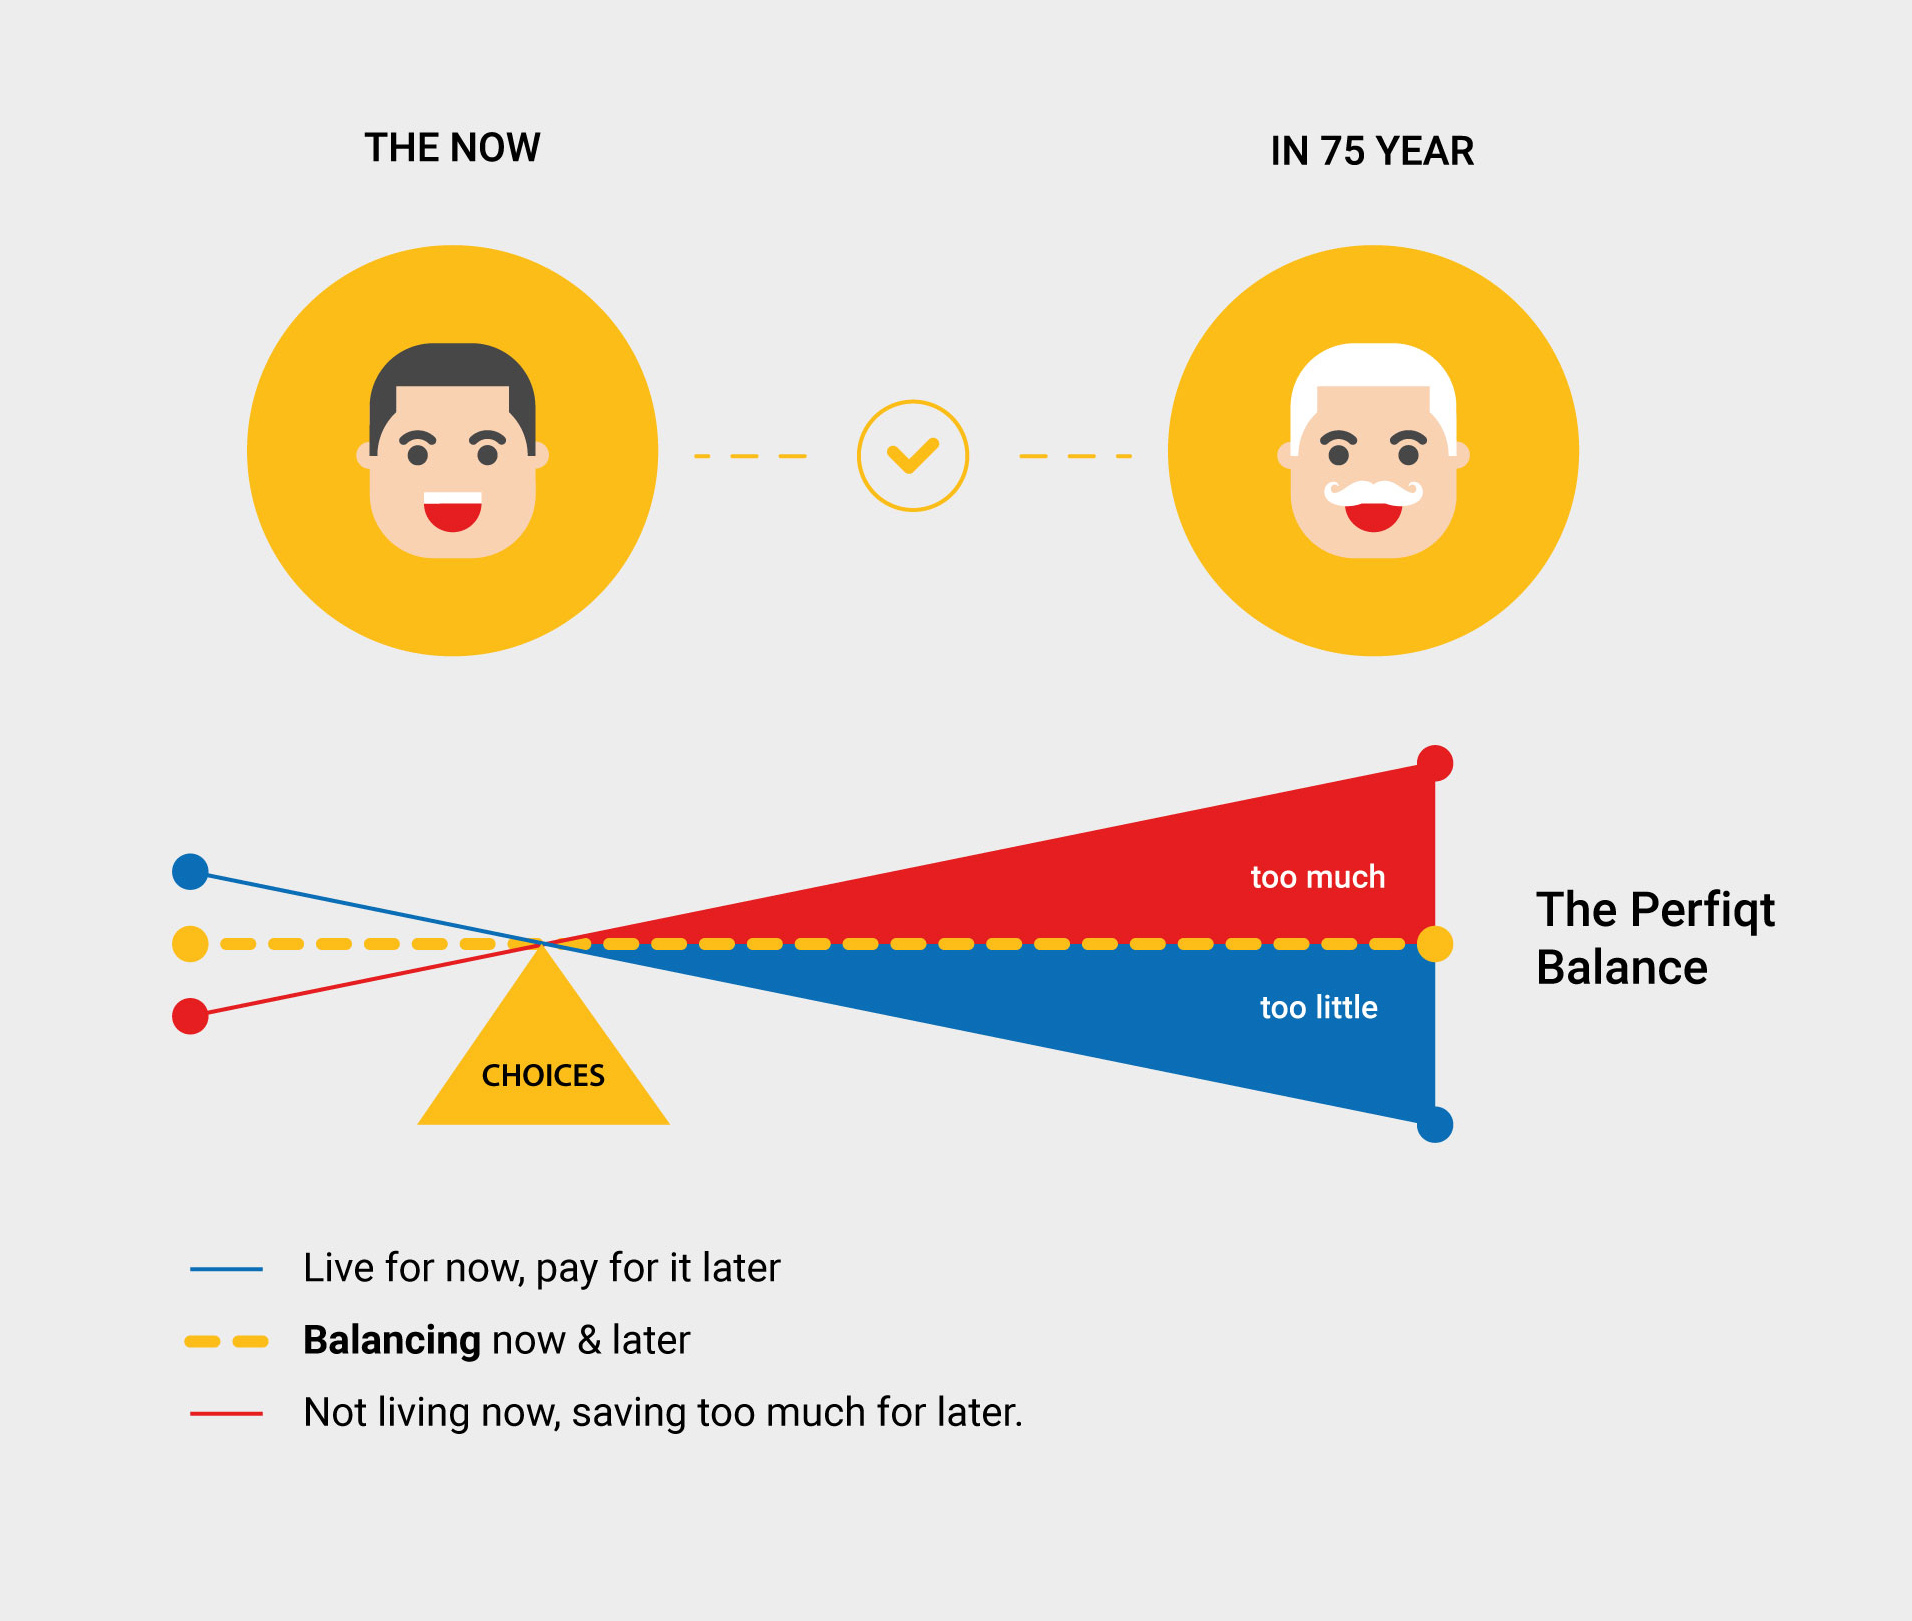 THE NOW
IN 75 YEAR
too much
The Perfiqt
Balance
too little
CHOICES
Live for now, pay for it later
Balancing now & later
Not living now, saving too much for later.